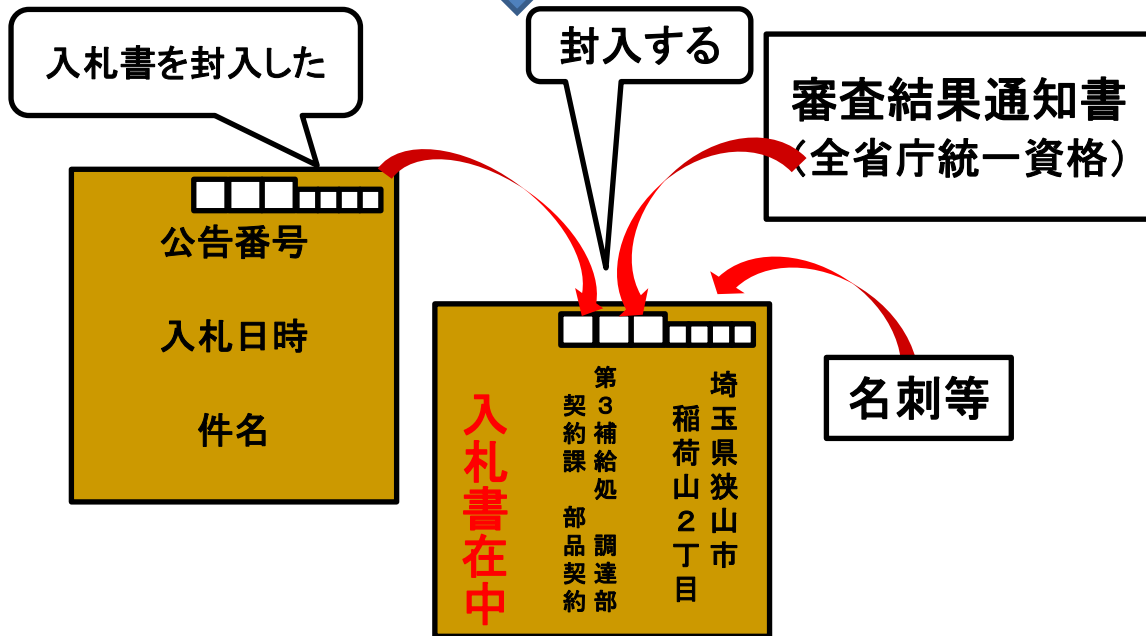 入札書を封入した
封入する
審査結果通知書
（全省庁統一資格）
公告番号
入札日時
件名
埼玉県狭山市
稲荷山２丁目
第３補給処　調達部
契約課　部品契約
入札書在中
名刺等